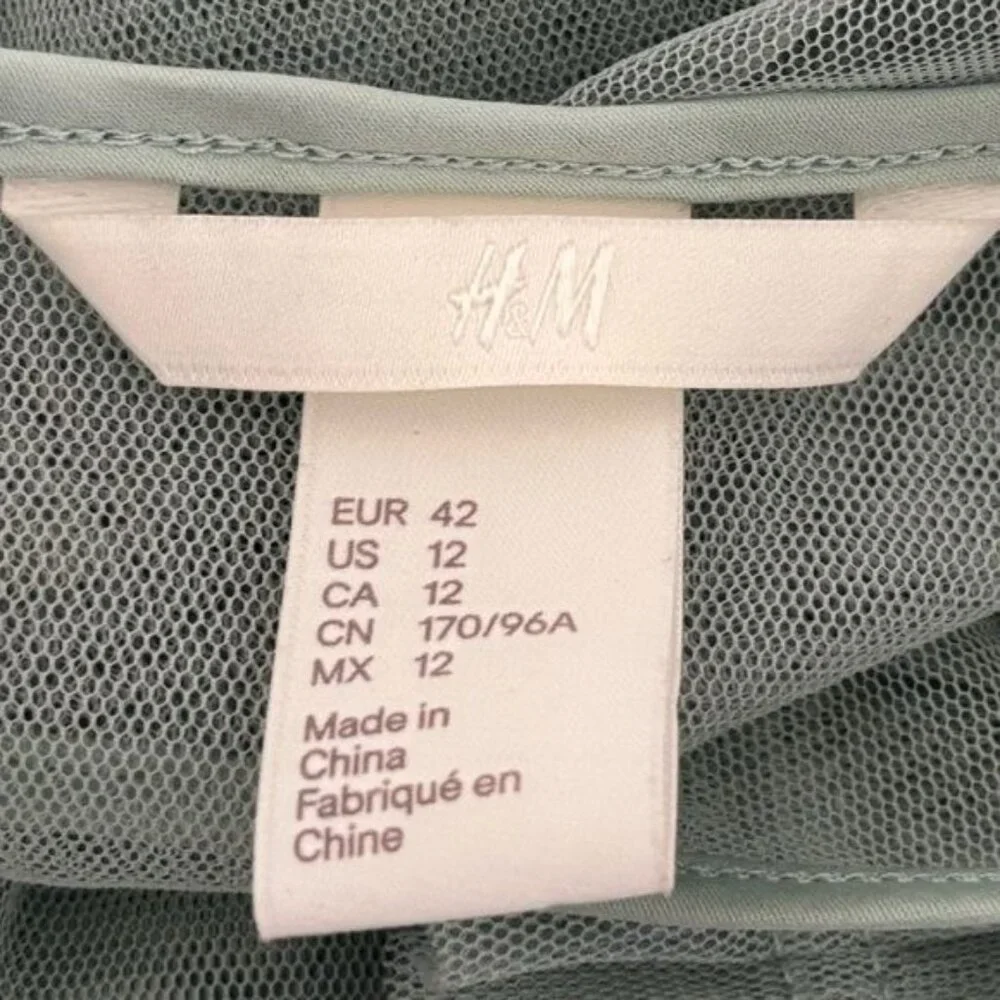 H&M
EUR 42
US 12
CA 12
CN 170/96A
MX 12
Made in
China
Fabriqué en
Chine